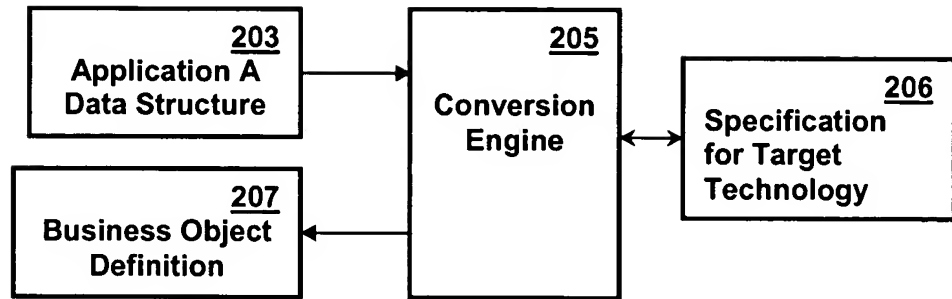 203
Application A
Data Structure
205
Conversion
Engine
206
Specification
for Target
Technology
207
Business Object
Definition